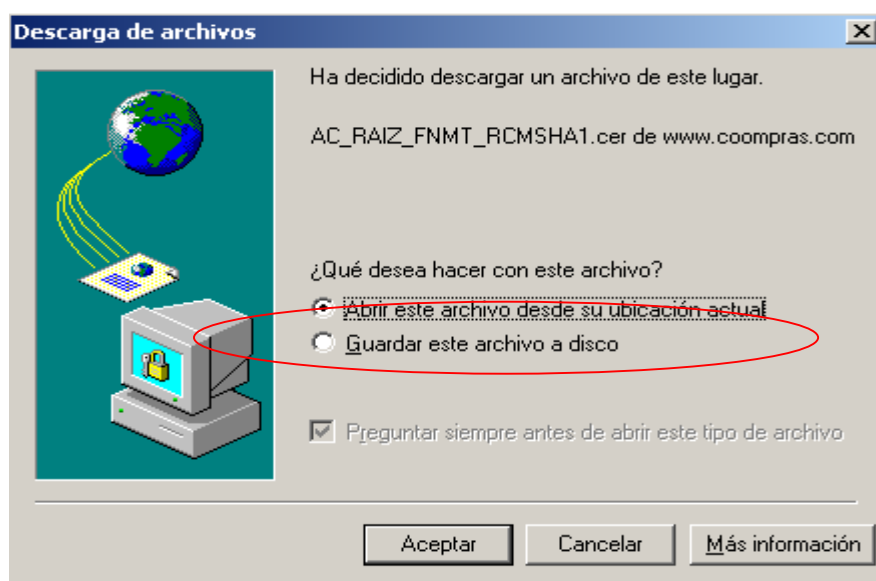 Descarga de archivos
Ha decidido descargar un archivo de este lugar.
AC_RAIZ_FNMT_RCMSHA1.cer de www.coompras.com
¿Qué desea hacer con este archivo?
Abrir este archivo desde su ubicación actual
Guardar este archivo a disco
Preguntar siempre antes de abrir este tipo de archivo
Aceptar Cancelar Más información